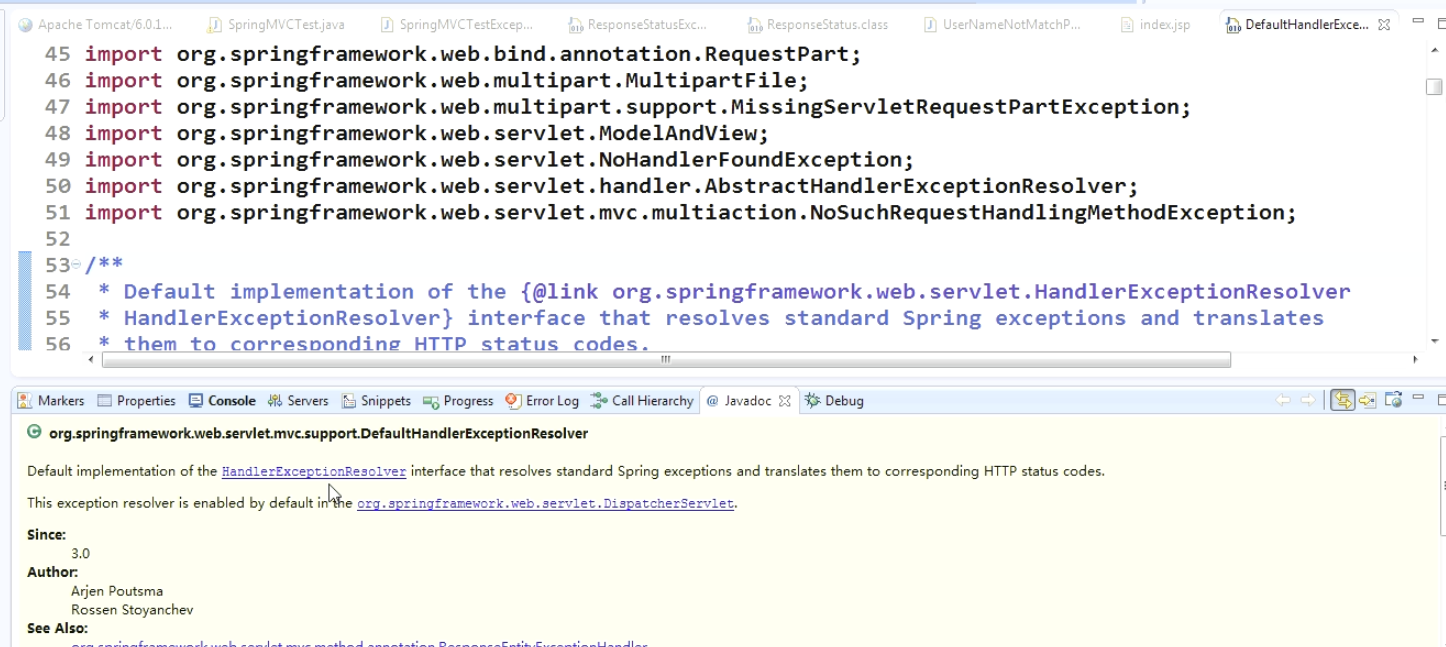 Apache Tomcat/6.0.1... SpringMVCTest.java SpringMVCTestExcep... ResponseStatusExc... ResponseStatus.class UserNameNotMatchP... index.jsp DefaultHandlerExce...
45 import org.springframework.web.bind.annotation.RequestPart;
46 import org.springframework.web.multipart.MultipartFile;
47 import org.springframework.web.multipart.support.MissingServletRequestPartException;
48 import org.springframework.web.servlet.ModelAndView;
49 import org.springframework.web.servlet.NoHandlerFoundException;
50 import org.springframework.web.servlet.handler.AbstractHandlerExceptionResolver;
51 import org.springframework.web.servlet.mvc.multiaction.NoSuchRequestHandlingMethodException;
52
53 /**
54 * Default implementation of the {@link org.springframework.web.servlet.HandlerExceptionResolver
55 * HandlerExceptionResolver} interface that resolves standard Spring exceptions and translates
56 * them to corresponding HTTP status codes.
Markers Properties Console Servers Snippets Progress Error Log Call Hierarchy @ Javadoc Debug
org.springframework.web.servlet.mvc.support.DefaultHandlerExceptionResolver
Default implementation of the HandlerExceptionResolver interface that resolves standard Spring exceptions and translates them to corresponding HTTP status codes.
This exception resolver is enabled by default in the org.springframework.web.servlet.DispatcherServlet.
Since:
3.0
Author:
Arjen Poutsma
Rossen Stoyanchev
See Also:
org.springframework.web.servlet.mvc.method.annotation.ResponseEntityExceptionHandler